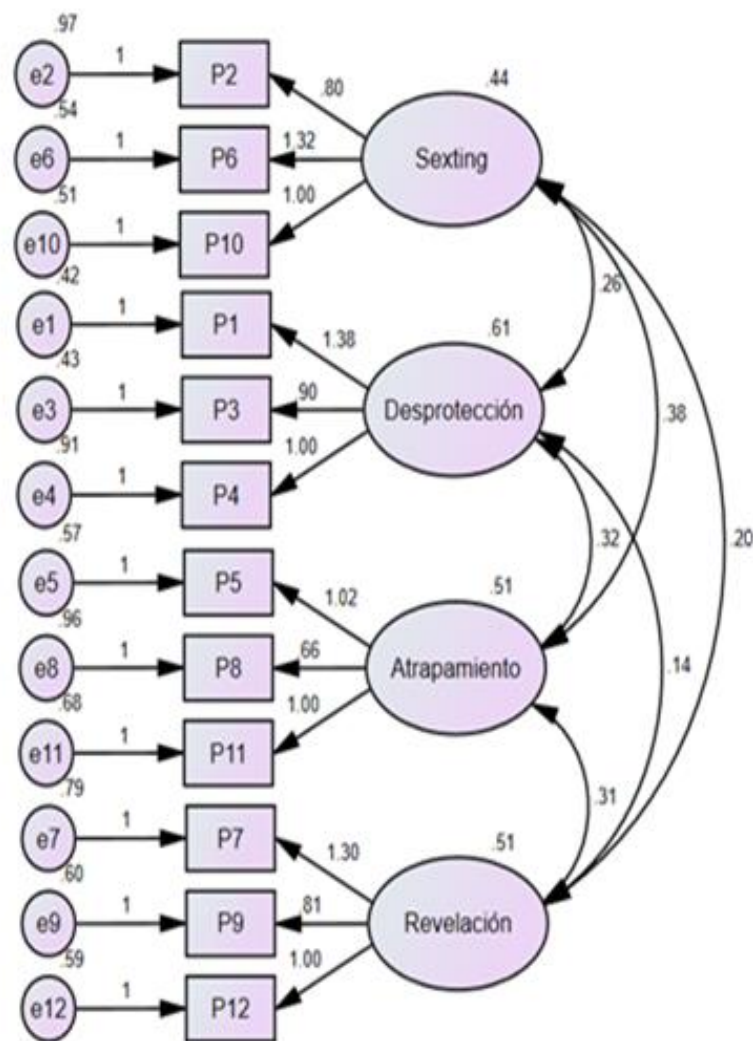 .97
e2 1 P2 .80 .44
.54
Sexting
e6 1 P6 1.32
.51
e10 1 P10 1.00
.42
.26
e1 1 P1 1.38 .61
.43
Desprotección
e3 1 P3 .90
.91
.38
e4 1 P4 1.00
.57
.32
.20
e5 1 P5 1.02 .51
.96
Atrapamiento
e8 1 P8 .66
.68
.14
e11 1 P11 1.00
.79
.31
e7 1 P7 1.30 .51
.60
Revelación
e9 1 P9 .81
.59
e12 1 P12 1.00